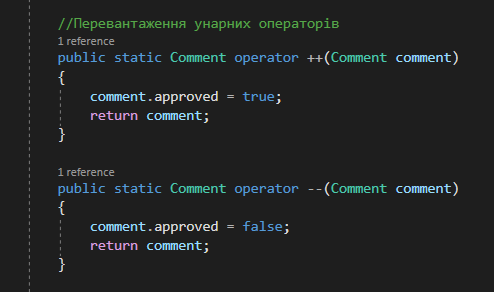 //Перевантаження унарних операторів
1 reference
public static Comment operator ++(Comment comment)
{
comment.approved = true;
return comment;
}
1 reference
public static Comment operator --(Comment comment)
{
comment.approved = false;
return comment;
}